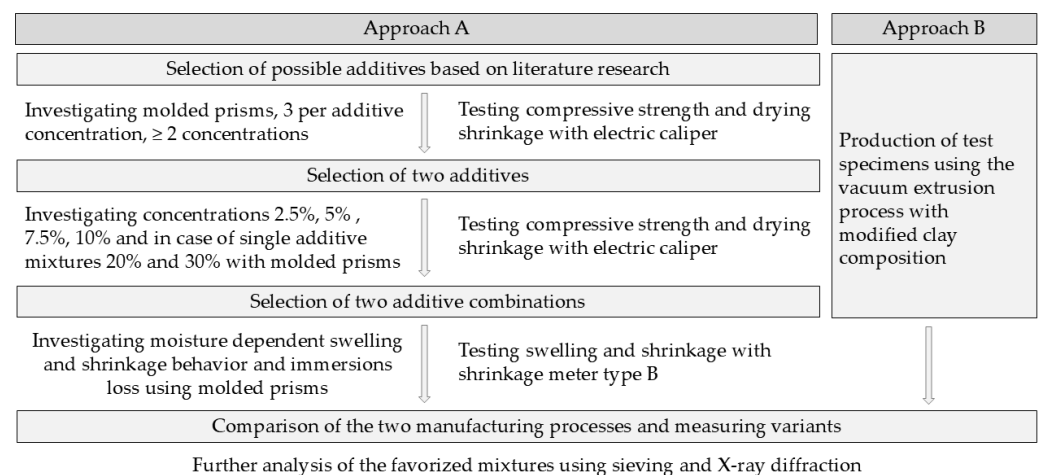 Approach A
Approach B
Selection of possible additives based on literature research
Investigating molded prisms, 3 per additive
concentration, ≥ 2 concentrations
Testing compressive strength and drying
shrinkage with electric caliper
Selection of two additives
Investigating concentrations 2.5%, 5% ,
7.5%, 10% and in case of single additive
mixtures 20% and 30% with molded prisms
Testing compressive strength and drying
shrinkage with electric caliper
Selection of two additive combinations
Investigating moisture dependent swelling
and shrinkage behavior and immersions
loss using molded prisms
Testing swelling and shrinkage with
shrinkage meter type B
Production of test
specimens using the
vacuum extrusion
process with
modified clay
composition
Comparison of the two manufacturing processes and measuring variants
Further analysis of the favorized mixtures using sieving and X-ray diffraction